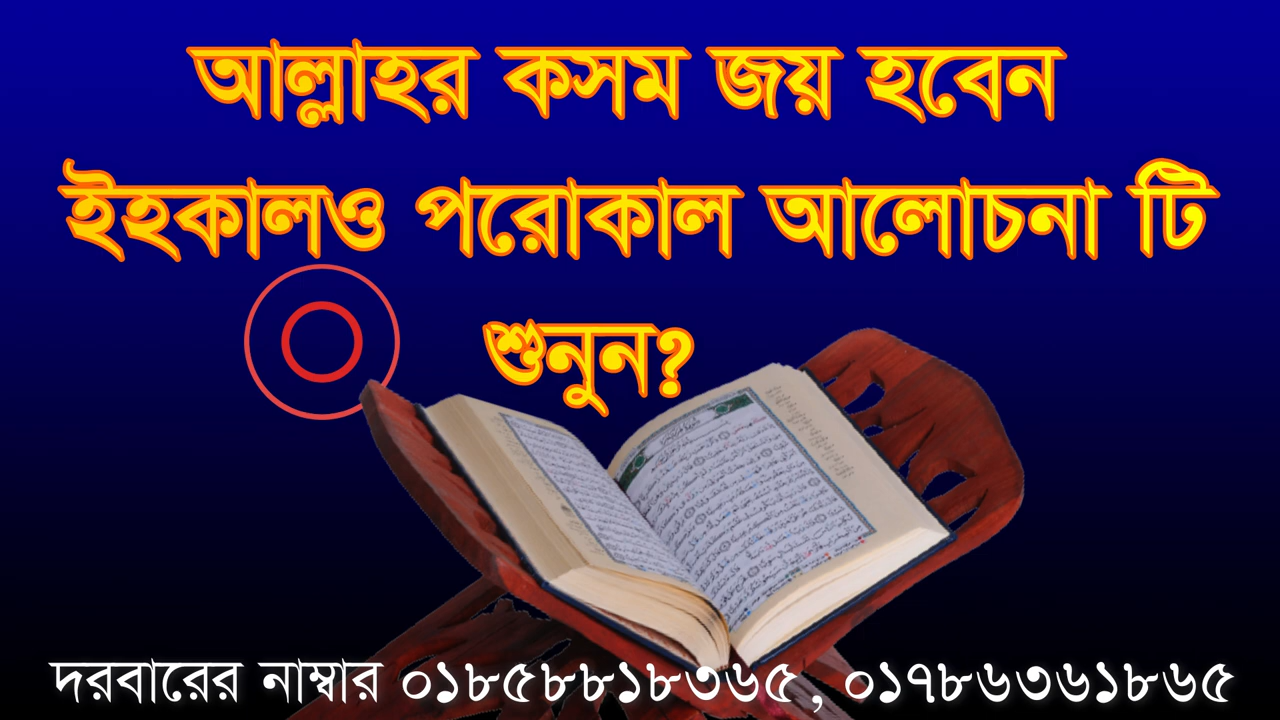 আল্লাহর কসম জয় হবেন
ইহকালও পরোকাল আলোচনা টি
শুনুন?
দরবারের নাম্বার ০১৮৫৮৮১৮৩৬৫, ০১৭৮৬৩৬১৮৬৫